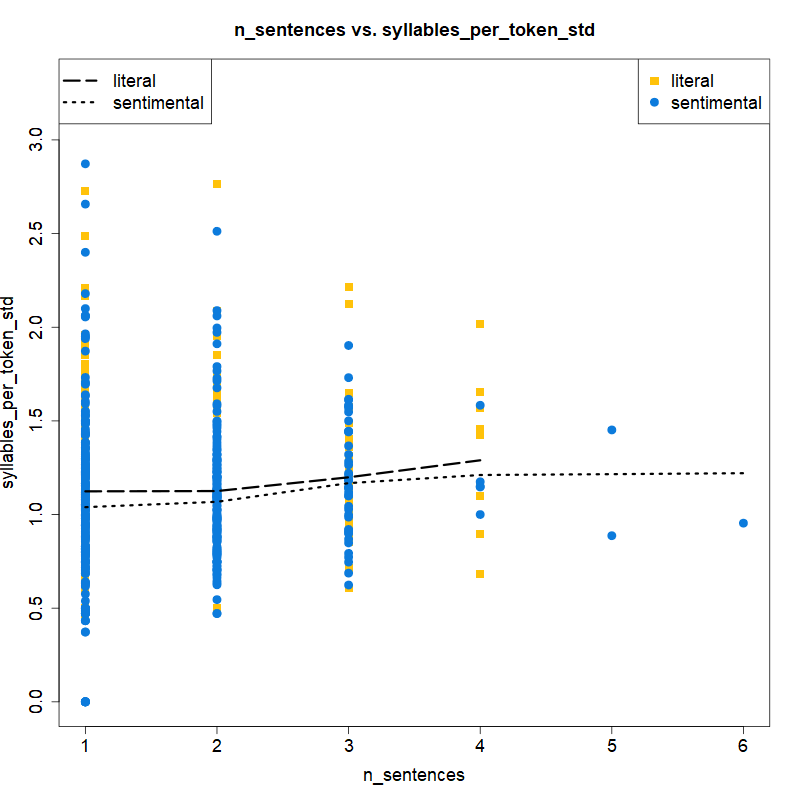 n_sentences vs. syllables_per_token_std
literal
sentimental
literal
sentimental
syllables_per_token_std
3.0
2.5
2.0
1.5
1.0
0.5
0.0
1 2 3 4 5 6
n_sentences